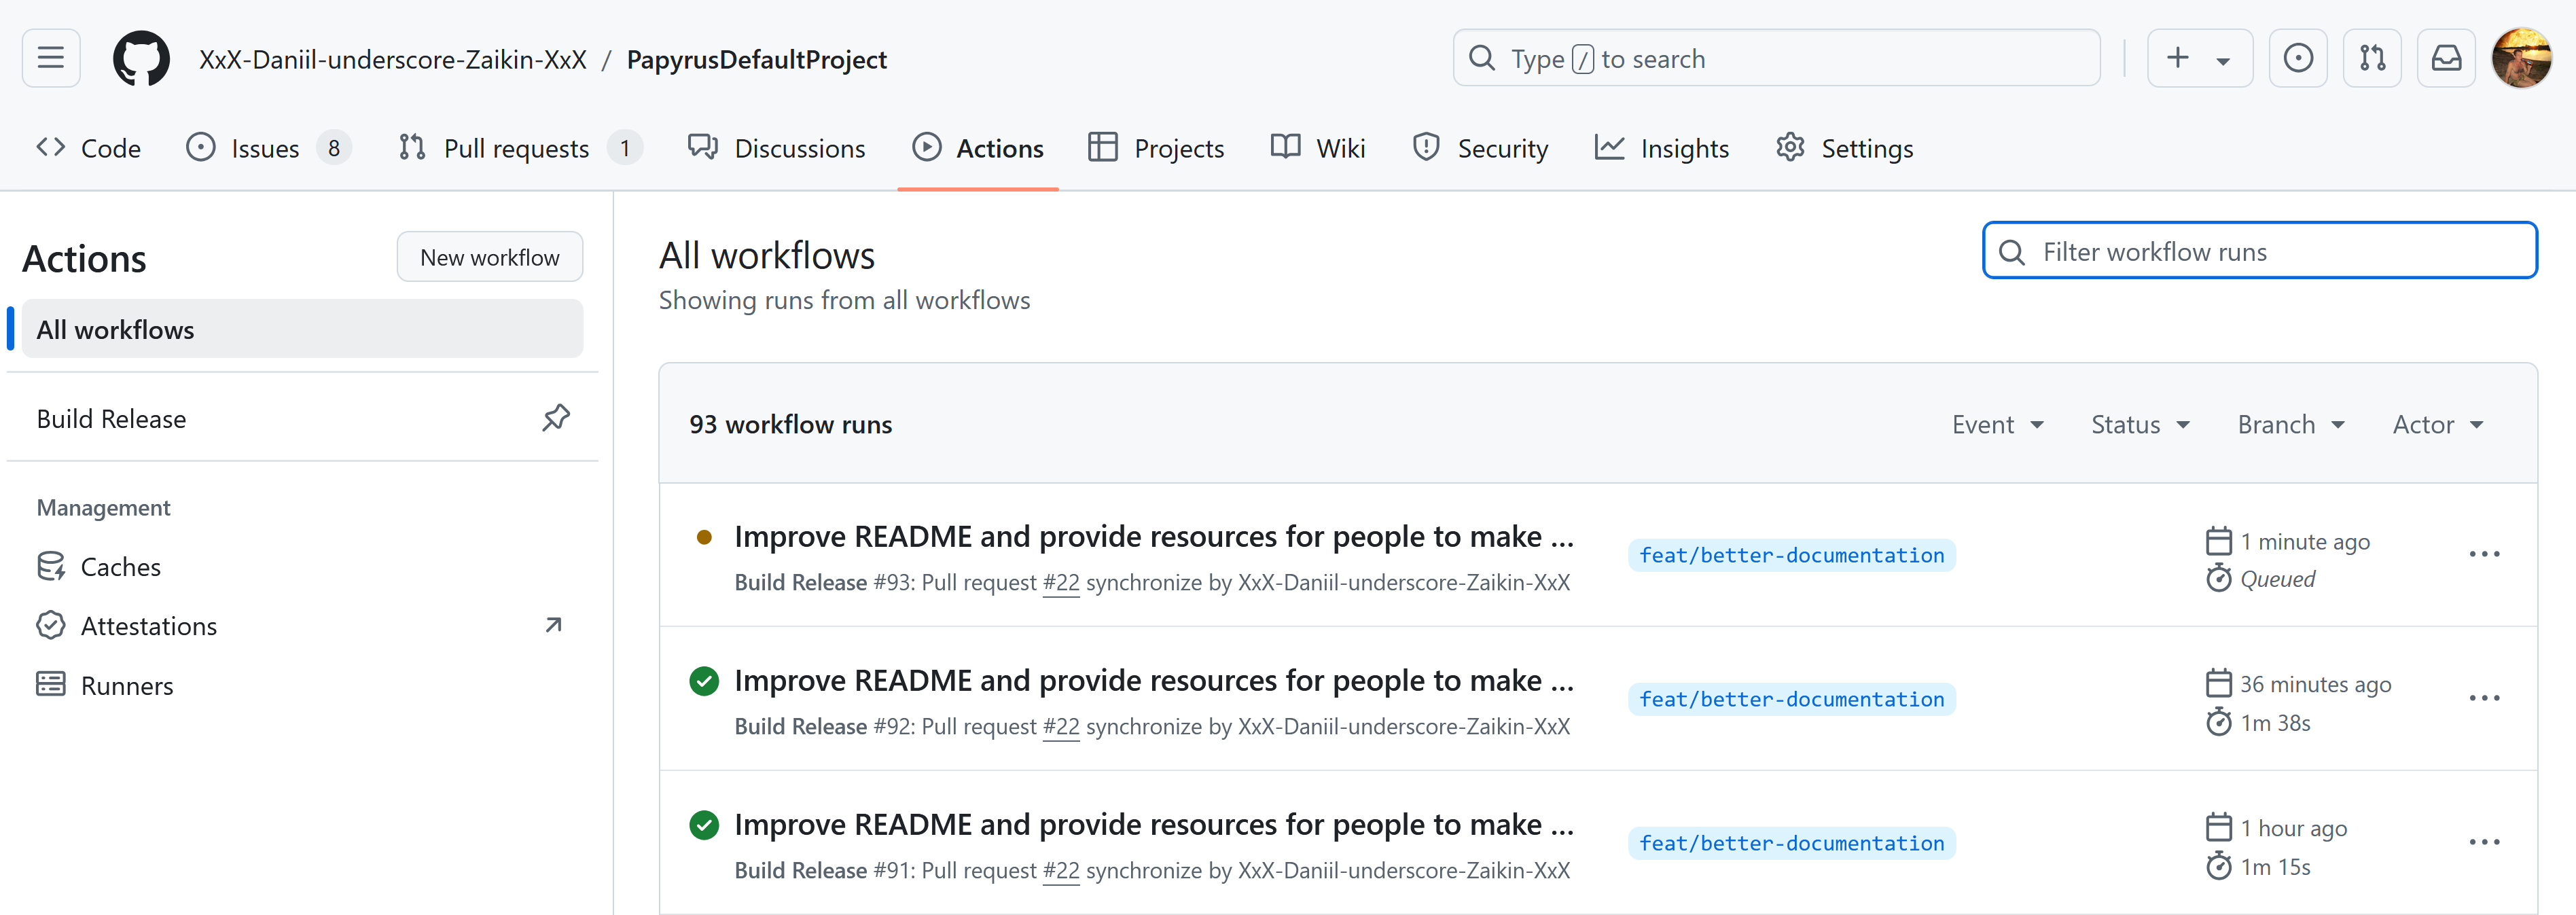 XxX-Daniil-underscore-Zaikin-XxX / PapyrusDefaultProject
Type / to search
Code
Issues 8
Pull requests 1
Discussions
Actions
Projects
Wiki
Security
Insights
Settings
Actions
New workflow
All workflows
Build Release
Management
Caches
Attestations
Runners
All workflows
Showing runs from all workflows
Filter workflow runs
93 workflow runs
Event
Status
Branch
Actor
Improve README and provide resources for people to make ...
Build Release #93: Pull request #22 synchronize by XxX-Daniil-underscore-Zaikin-XxX
feat/better-documentation
1 minute ago
Queued
Improve README and provide resources for people to make ...
Build Release #92: Pull request #22 synchronize by XxX-Daniil-underscore-Zaikin-XxX
feat/better-documentation
36 minutes ago
1m 38s
Improve README and provide resources for people to make ...
Build Release #91: Pull request #22 synchronize by XxX-Daniil-underscore-Zaikin-XxX
feat/better-documentation
1 hour ago
1m 15s